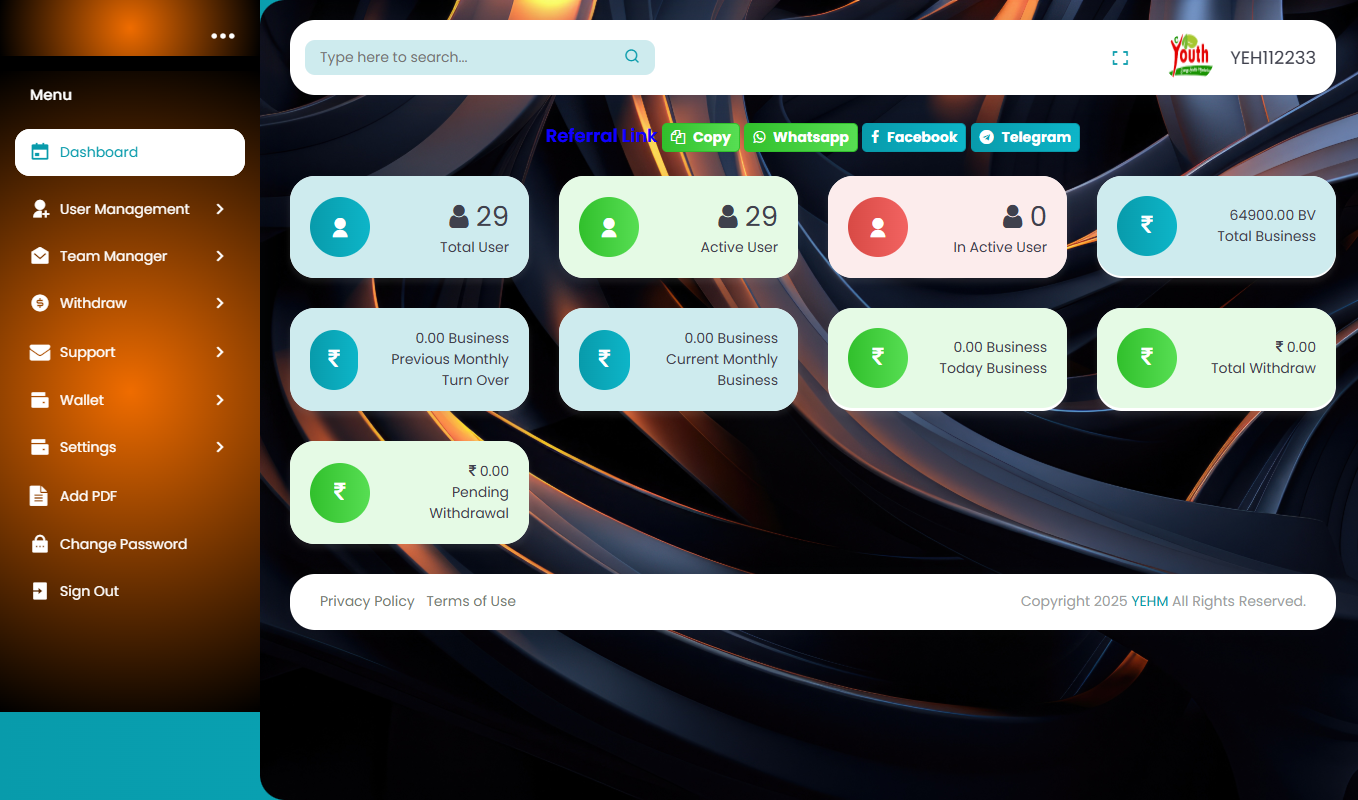 Menu
Dashboard
User Management
Team Manager
Withdraw
Support
Wallet
Settings
Add PDF
Change Password
Sign Out
Type here to search...
Youth
YEH112233
Referral Link Copy Whatsapp Facebook Telegram
29
Total User
29
Active User
0
In Active User
64900.00 BV
Total Business
0.00 Business
Previous Monthly
Turn Over
0.00 Business
Current Monthly
Business
0.00 Business
Today Business
₹ 0.00
Total Withdraw
₹ 0.00
Pending
Withdrawal
Privacy Policy Terms of Use
Copyright 2025 YEHM All Rights Reserved.